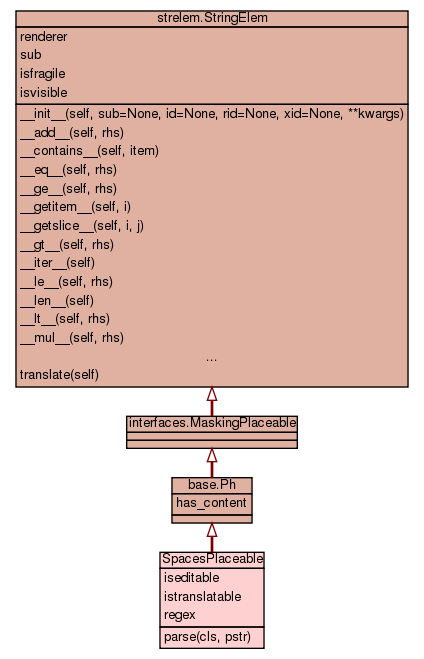 strelem.StringElem
renderer
sub
isfragile
isvisible
__init__(self, sub=None, id=None, rid=None, xid=None, **kwargs)
__add__(self, rhs)
__contains__(self, item)
__eq__(self, rhs)
__ge__(self, rhs)
__getitem__(self, i)
__getslice__(self, i, j)
__gt__(self, rhs)
__iter__(self)
__le__(self, rhs)
__len__(self)
__lt__(self, rhs)
__mul__(self, rhs)
...
translate(self)
interfaces.MaskingPlaceable
base.Ph
has_content
SpacesPlaceable
iseditable
istranslatable
regex
parse(cls, pstr)